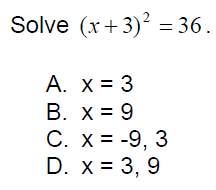 Solve (x+3)² = 36.
A. x = 3
B. x = 9
C. x = -9, 3
D. x = 3, 9